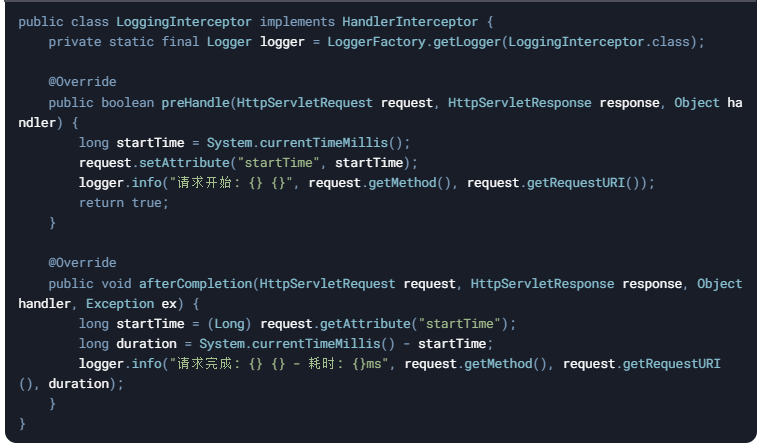 public class LoggingInterceptor implements HandlerInterceptor {
    private static final Logger logger = LoggerFactory.getLogger(LoggingInterceptor.class);

    @Override
    public boolean preHandle(HttpServletRequest request, HttpServletResponse response, Object ha
ndler) {
        long startTime = System.currentTimeMillis();
        request.setAttribute("startTime", startTime);
        logger.info("请求开始: {} {}", request.getMethod(), request.getRequestURI());
        return true;
    }

    @Override
    public void afterCompletion(HttpServletRequest request, HttpServletResponse response, Object
handler, Exception ex) {
        long startTime = (Long) request.getAttribute("startTime");
        long duration = System.currentTimeMillis() - startTime;
        logger.info("请求完成: {} {} - 耗时: {}ms", request.getMethod(), request.getRequestURI
(), duration);
    }
}